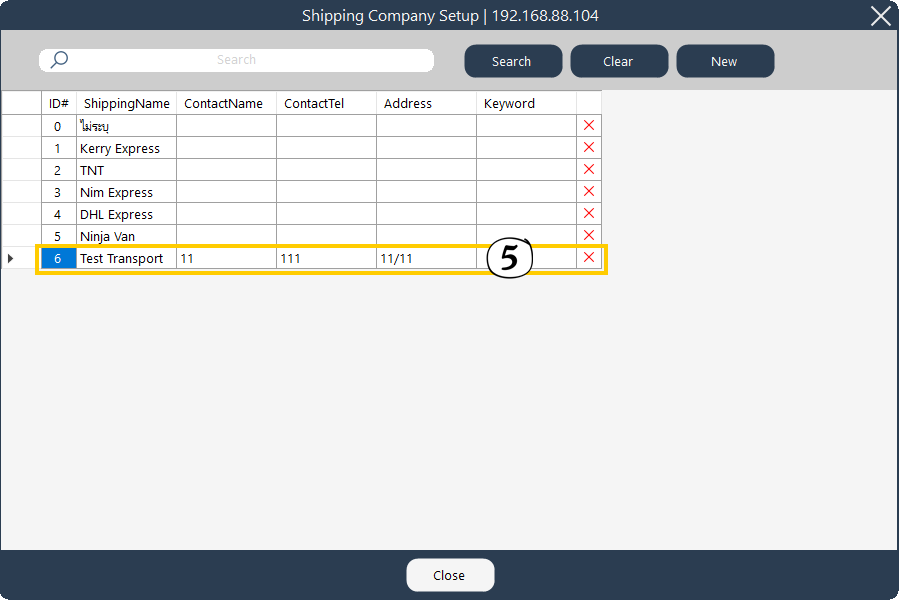 Shipping Company Setup | 192.168.88.104
Search Search Clear New
ID# ShippingName ContactName ContactTel Address Keyword
0 ไม่ระบุ
1 Kerry Express
2 TNT
3 Nim Express
4 DHL Express
5 Ninja Van
6 Test Transport 11 111 11/11 5
Close